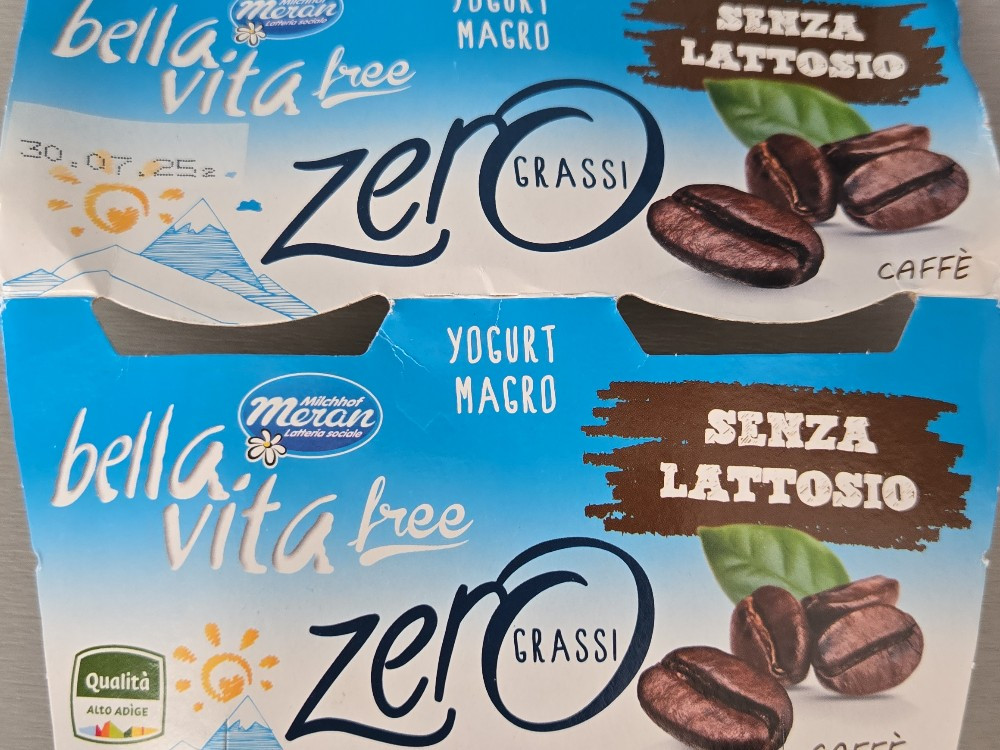 bella
vita free
Milchhof
Meran
Latteria sociale
YOGURT
MAGRO
SENZA
LATTOSIO
30.07.25
zero
GRASSI
CAFFÈ
YOGURT
MAGRO
Milchhof
Meran
Latteria sociale
bella
vita free
SENZA
LATTOSIO
zero
GRASSI
Qualità
ALTO ADIGE
CAFFÈ